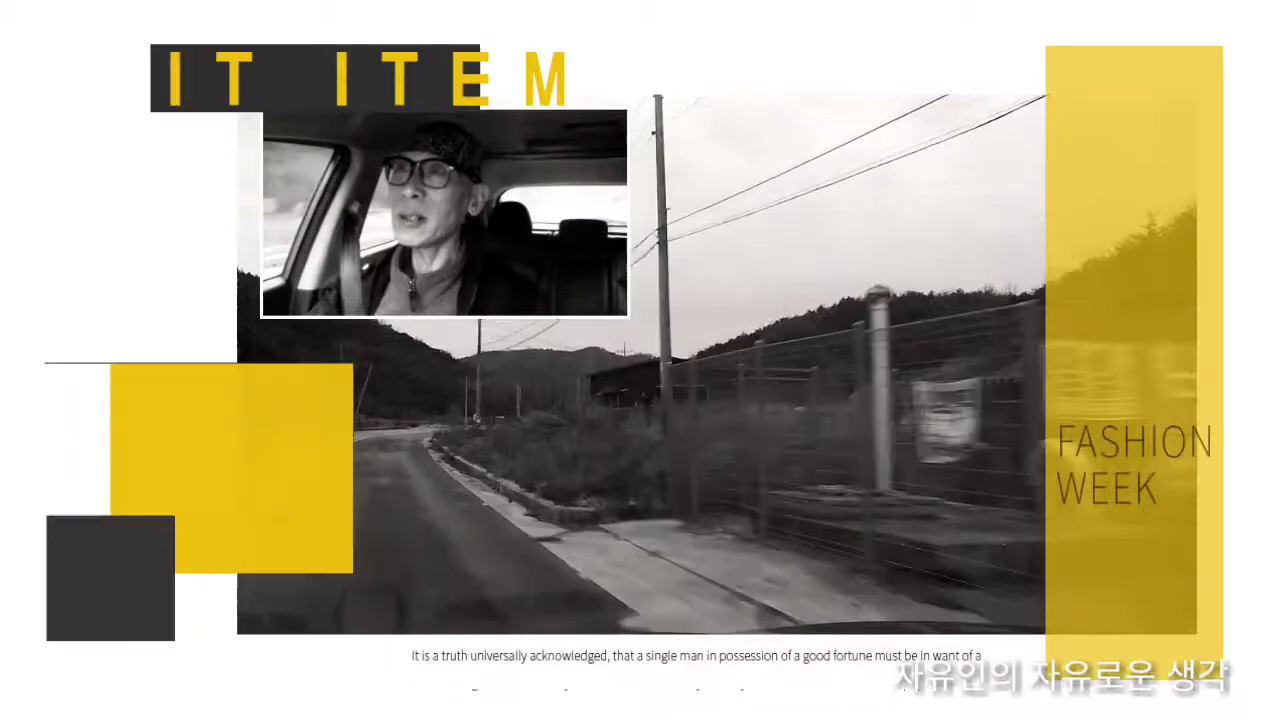 IT ITEM
FASHION
WEEK
It is a truth universally acknowledged, that a single man in possession of a good fortune must be in want of a
자유인의 자유로운 생각